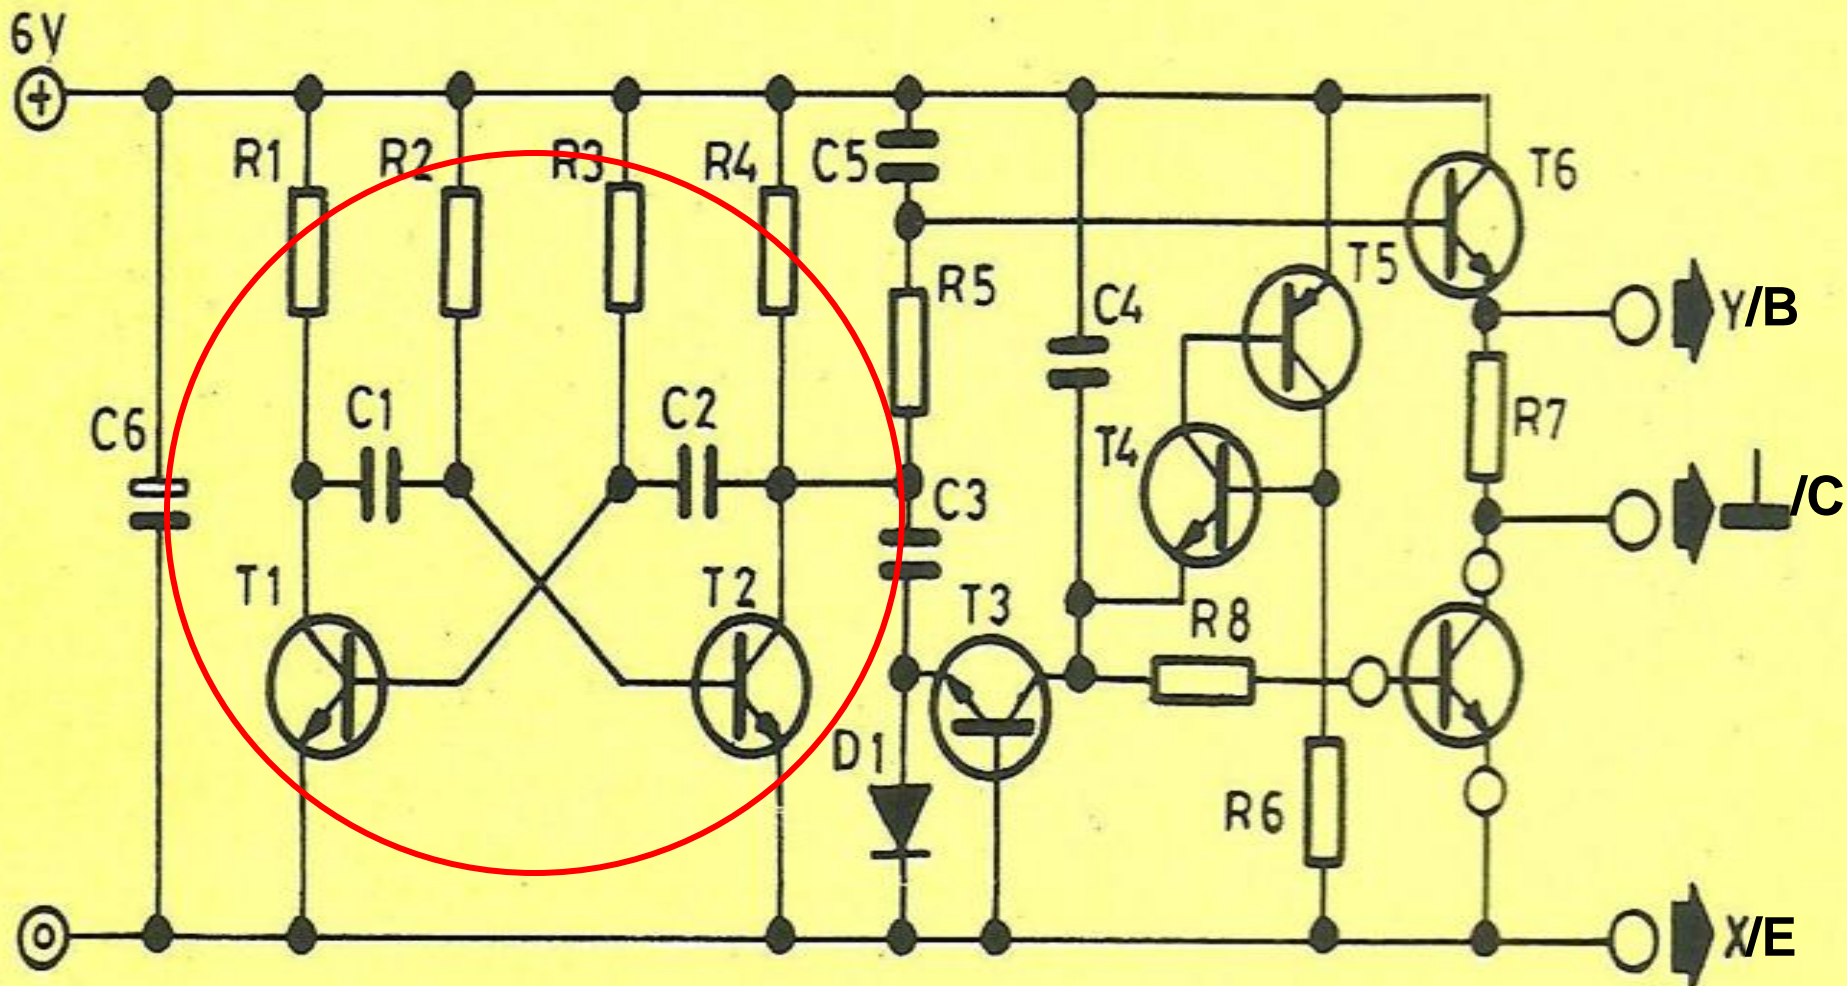 6V
R1 R2 R3 R4 C5 T6
T5
R5 C4 Y/B
C1 C2 R7
C6 T4
C3 /C
T1 T2 T3 R8
D1 R6
X/E